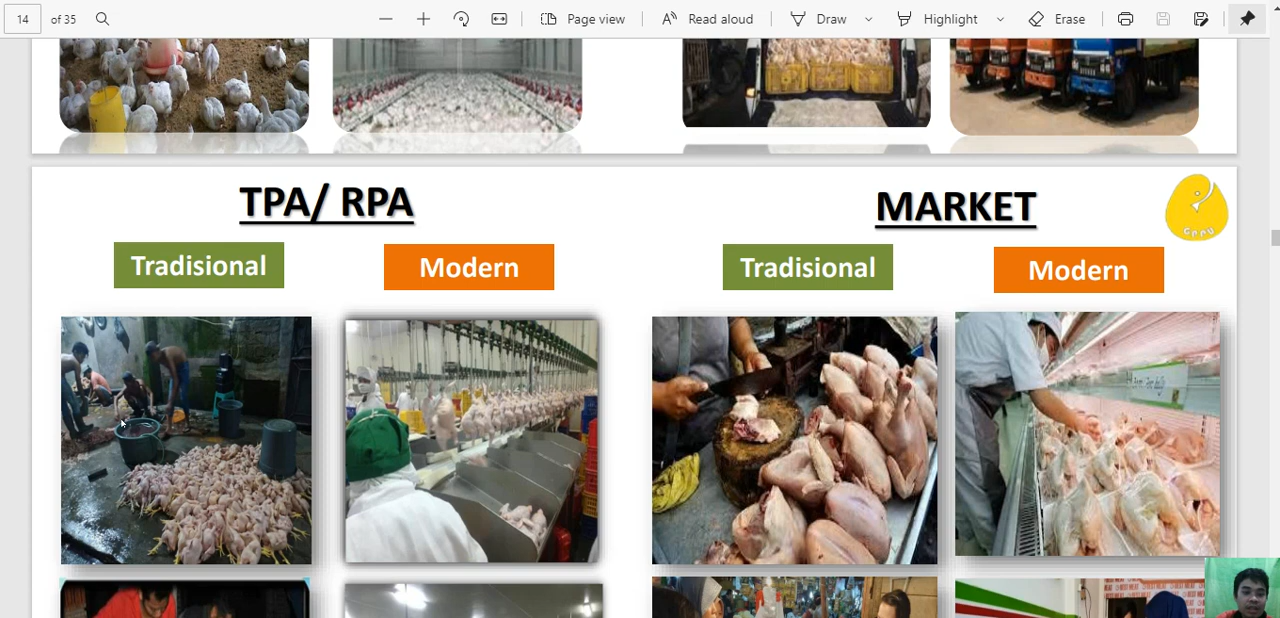 14 of 35 Page view Read aloud Draw Highlight Erase
TPA/ RPA
MARKET
Tradisional
Modern
Tradisional
Modern